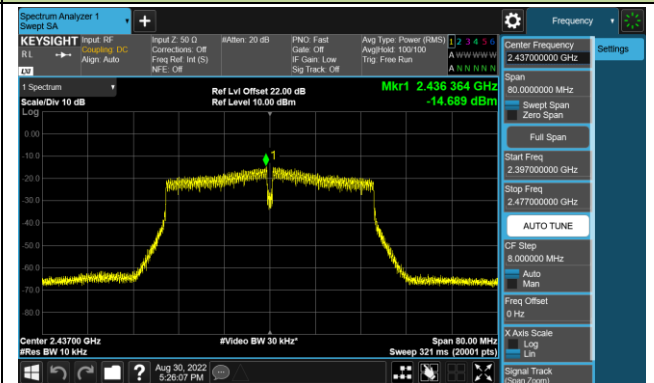 Spectrum Analyzer 1
Swept SA
Frequency
KEYSIGHT
RL
LXI
Input: RF
Coupling: DC
Align: Auto
Input Z: 50 Ω
Corrections: Off
Freq Ref: Int (S)
NFE: Off
#Atten: 20 dB
PNO: Fast
Gate: Off
IF Gain: Low
Sig Track: Off
Avg Type: Power (RMS)
Avg|Hold: 100/100
Trig: Free Run
1 2 3 4 5 6
A W W W W W
A N N N N N
1 Spectrum
Scale/Div 10 dB
Log
Ref Lvl Offset 22.00 dB
Ref Level 10.00 dBm
Mkr1 2.436 364 GHz
-14.689 dBm
1
0.00
-10.0
-20.0
-30.0
-40.0
-50.0
-60.0
-70.0
-80.0
Center 2.43700 GHz
#Res BW 10 kHz
#Video BW 30 kHz*
Span 80.00 MHz
Sweep 321 ms (20001 pts)
?
Aug 30, 2022
5:26:07 PM
Center Frequency
2.437000000 GHz
Settings
Span
80.0000000 MHz
Swept Span
Zero Span
Full Span
Start Freq
2.397000000 GHz
Stop Freq
2.477000000 GHz
AUTO TUNE
CF Step
8.000000 MHz
Auto
Man
Freq Offset
0 Hz
X Axis Scale
Log
Lin
Signal Track
(Span Zoom)